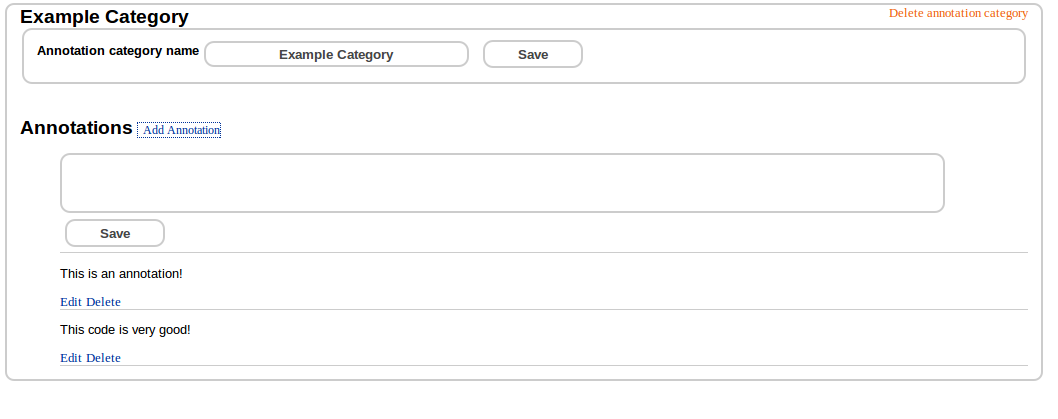 Example Category Delete annotation category
Annotation category name Example Category Save
Annotations Add Annotation
Save
This is an annotation!
Edit Delete
This code is very good!
Edit Delete